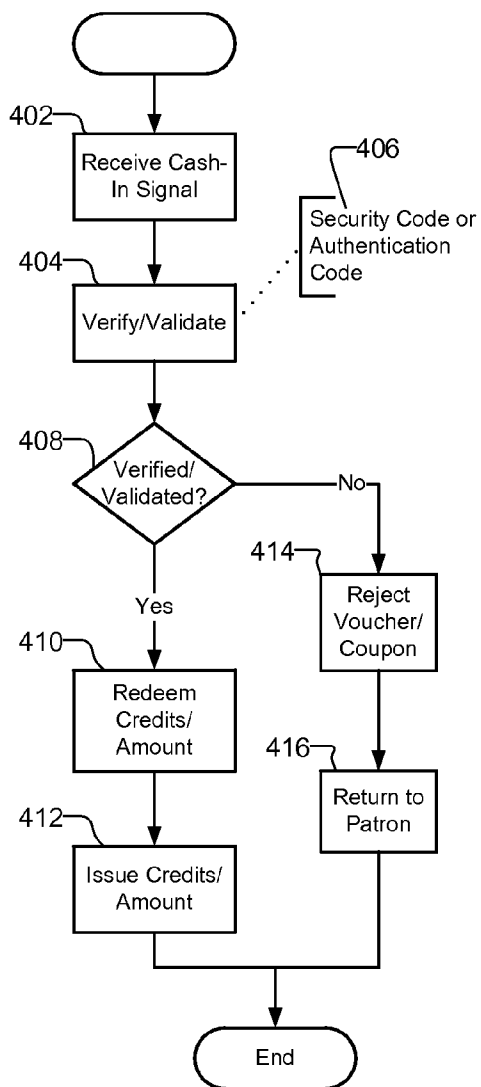 402
Receive Cash-
In Signal
406
Security Code or
Authentication
Code
404
Verify/Validate
408
Verified/
Validated?
No
Yes
414
Reject
Voucher/
Coupon
410
Redeem
Credits/
Amount
416
Return to
Patron
412
Issue Credits/
Amount
End